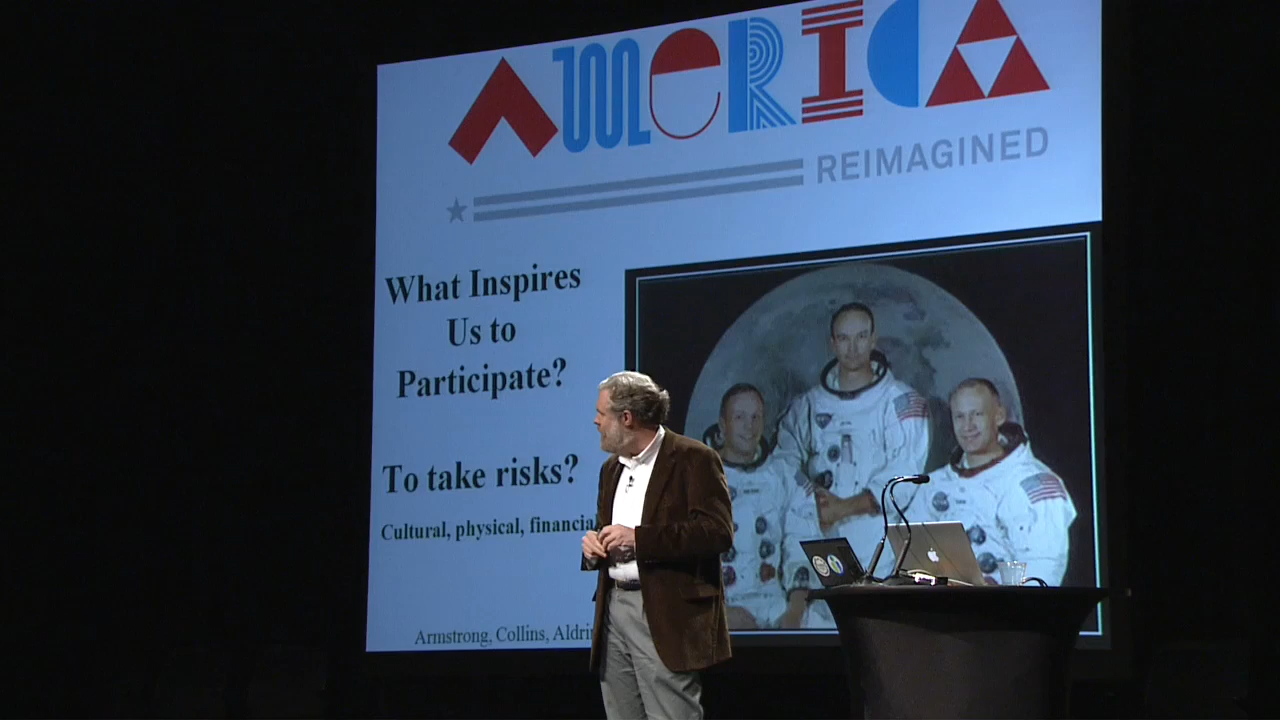 AMERICA
REIMAGINED
What Inspires
Us to
Participate?
To take risks?
Cultural, physical, financia
Armstrong, Collins, Aldri